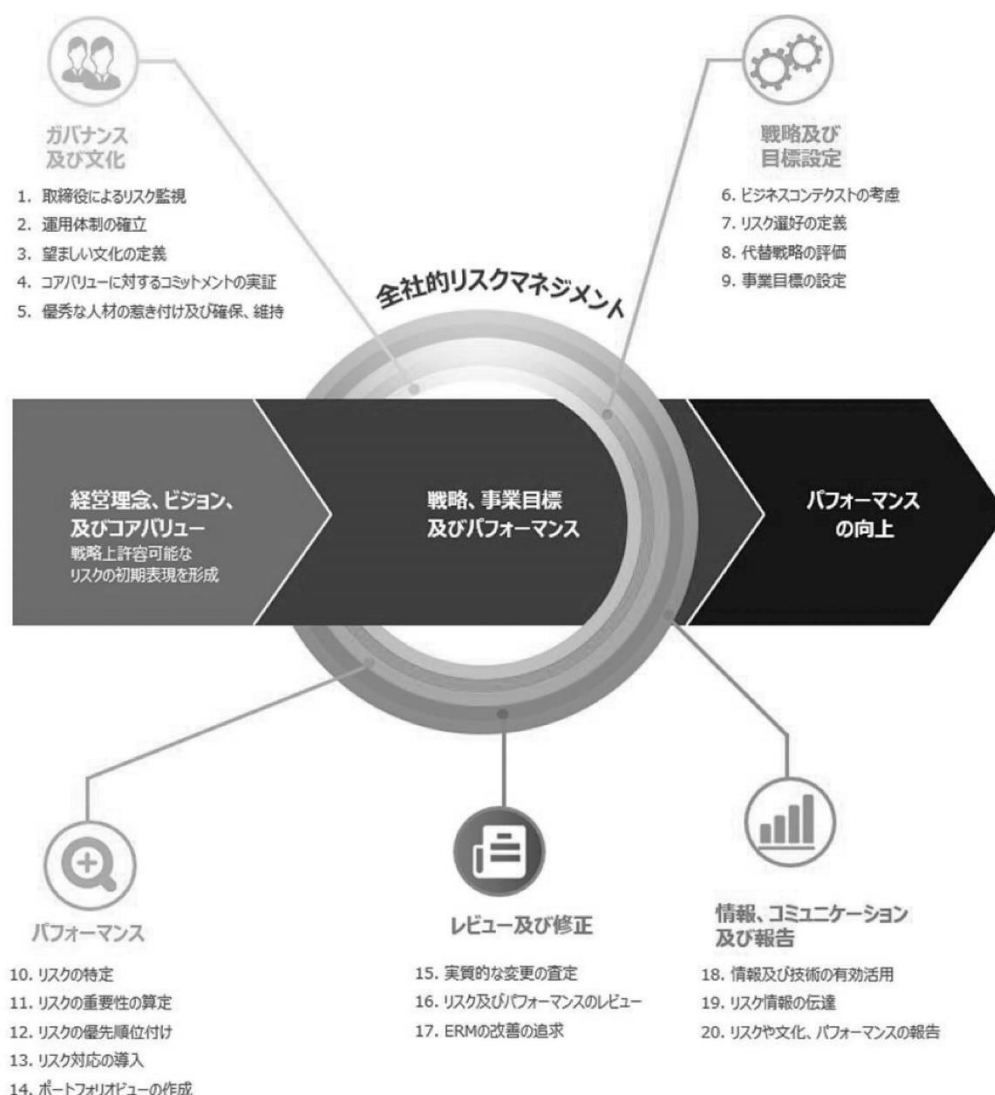 ガバナンス
及び文化
1. 取締役によるリスク監視
2. 運用体制の確立
3. 望ましい文化の定義
4. コアバリューに対するコミットメントの実証
5. 優秀な人材の惹き付け及び確保、維持
戦略及び
目標設定
6. ビジネスコンテクストの考慮
7. リスク選好の定義
8. 代替戦略の評価
9. 事業目標の設定
全社的リスクマネジメント
経営理念、ビジョン、
及びコアバリュー
戦略上許容可能な
リスクの初期表現を形成
戦略、事業目標
及びパフォーマンス
パフォーマンス
の向上
パフォーマンス
10. リスクの特定
11. リスクの重要性の算定
12. リスクの優先順位付け
13. リスク対応の導入
14. ポートフォリオビューの作成
レビュー及び修正
15. 実質的な変更の査定
16. リスク及びパフォーマンスのレビュー
17. ERMの改善の追求
情報、コミュニケーション
及び報告
18. 情報及び技術の有効活用
19. リスク情報の伝達
20. リスクや文化、パフォーマンスの報告